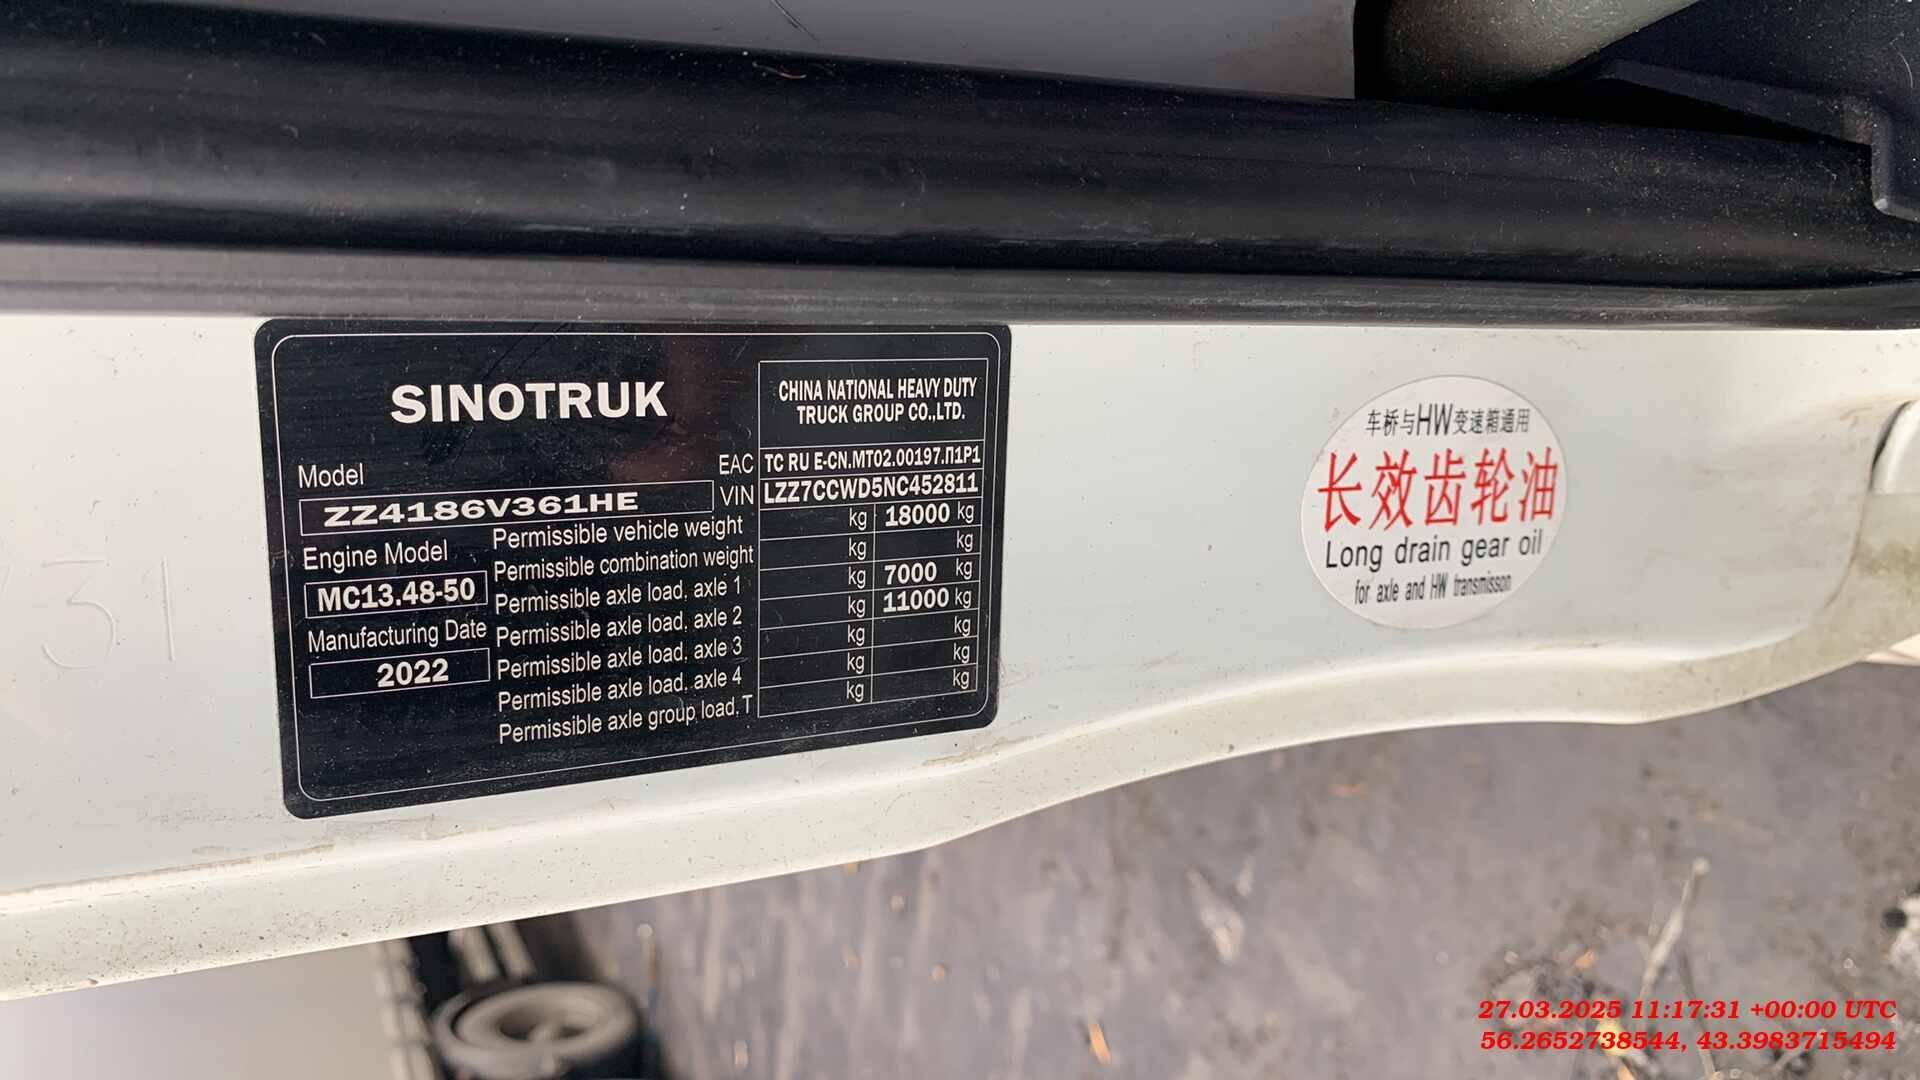 SINOTRUK
CHINA NATIONAL HEAVY DUTY
TRUCK GROUP CO.,LTD.
EAC TC RU E-CN.MT02.00197.П1P1
VIN LZZ7CCWD5NC452811
Model
ZZ4186V361HE
Engine Model
MC13.48-50
Manufacturing Date
2022
Permissible vehicle weight kg 18000 kg
Permissible combination weight kg kg
Permissible axle load, axle 1 kg 7000 kg
Permissible axle load, axle 2 kg 11000 kg
Permissible axle load, axle 3 kg kg
Permissible axle load, axle 4 kg kg
Permissible axle group load, T kg kg
车桥与HW变速箱通用
长效齿轮油
Long drain gear oil
for axle and HW transmisson
31
27.03.2025 11:17:31 +00:00 UTC
56.2652738544, 43.3983715494